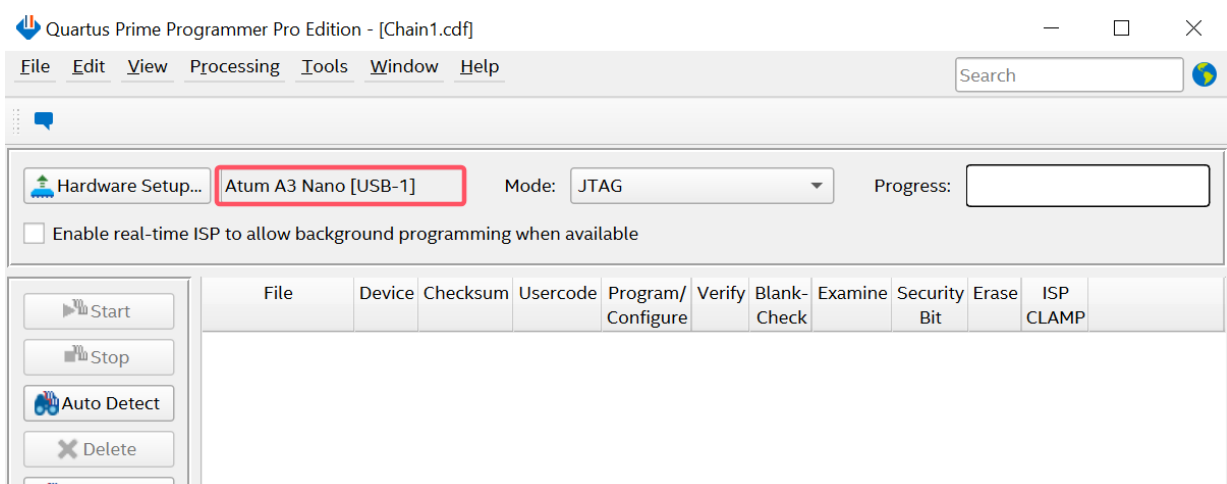 Quartus Prime Programmer Pro Edition - [Chain1.cdf]
File Edit View Processing Tools Window Help
Search
Hardware Setup... Atum A3 Nano [USB-1] Mode: JTAG Progress:
Enable real-time ISP to allow background programming when available
File Device Checksum Usercode Program/ Verify Blank- Examine Security Erase ISP
Configure Check Bit CLAMP
Start
Stop
Auto Detect
Delete